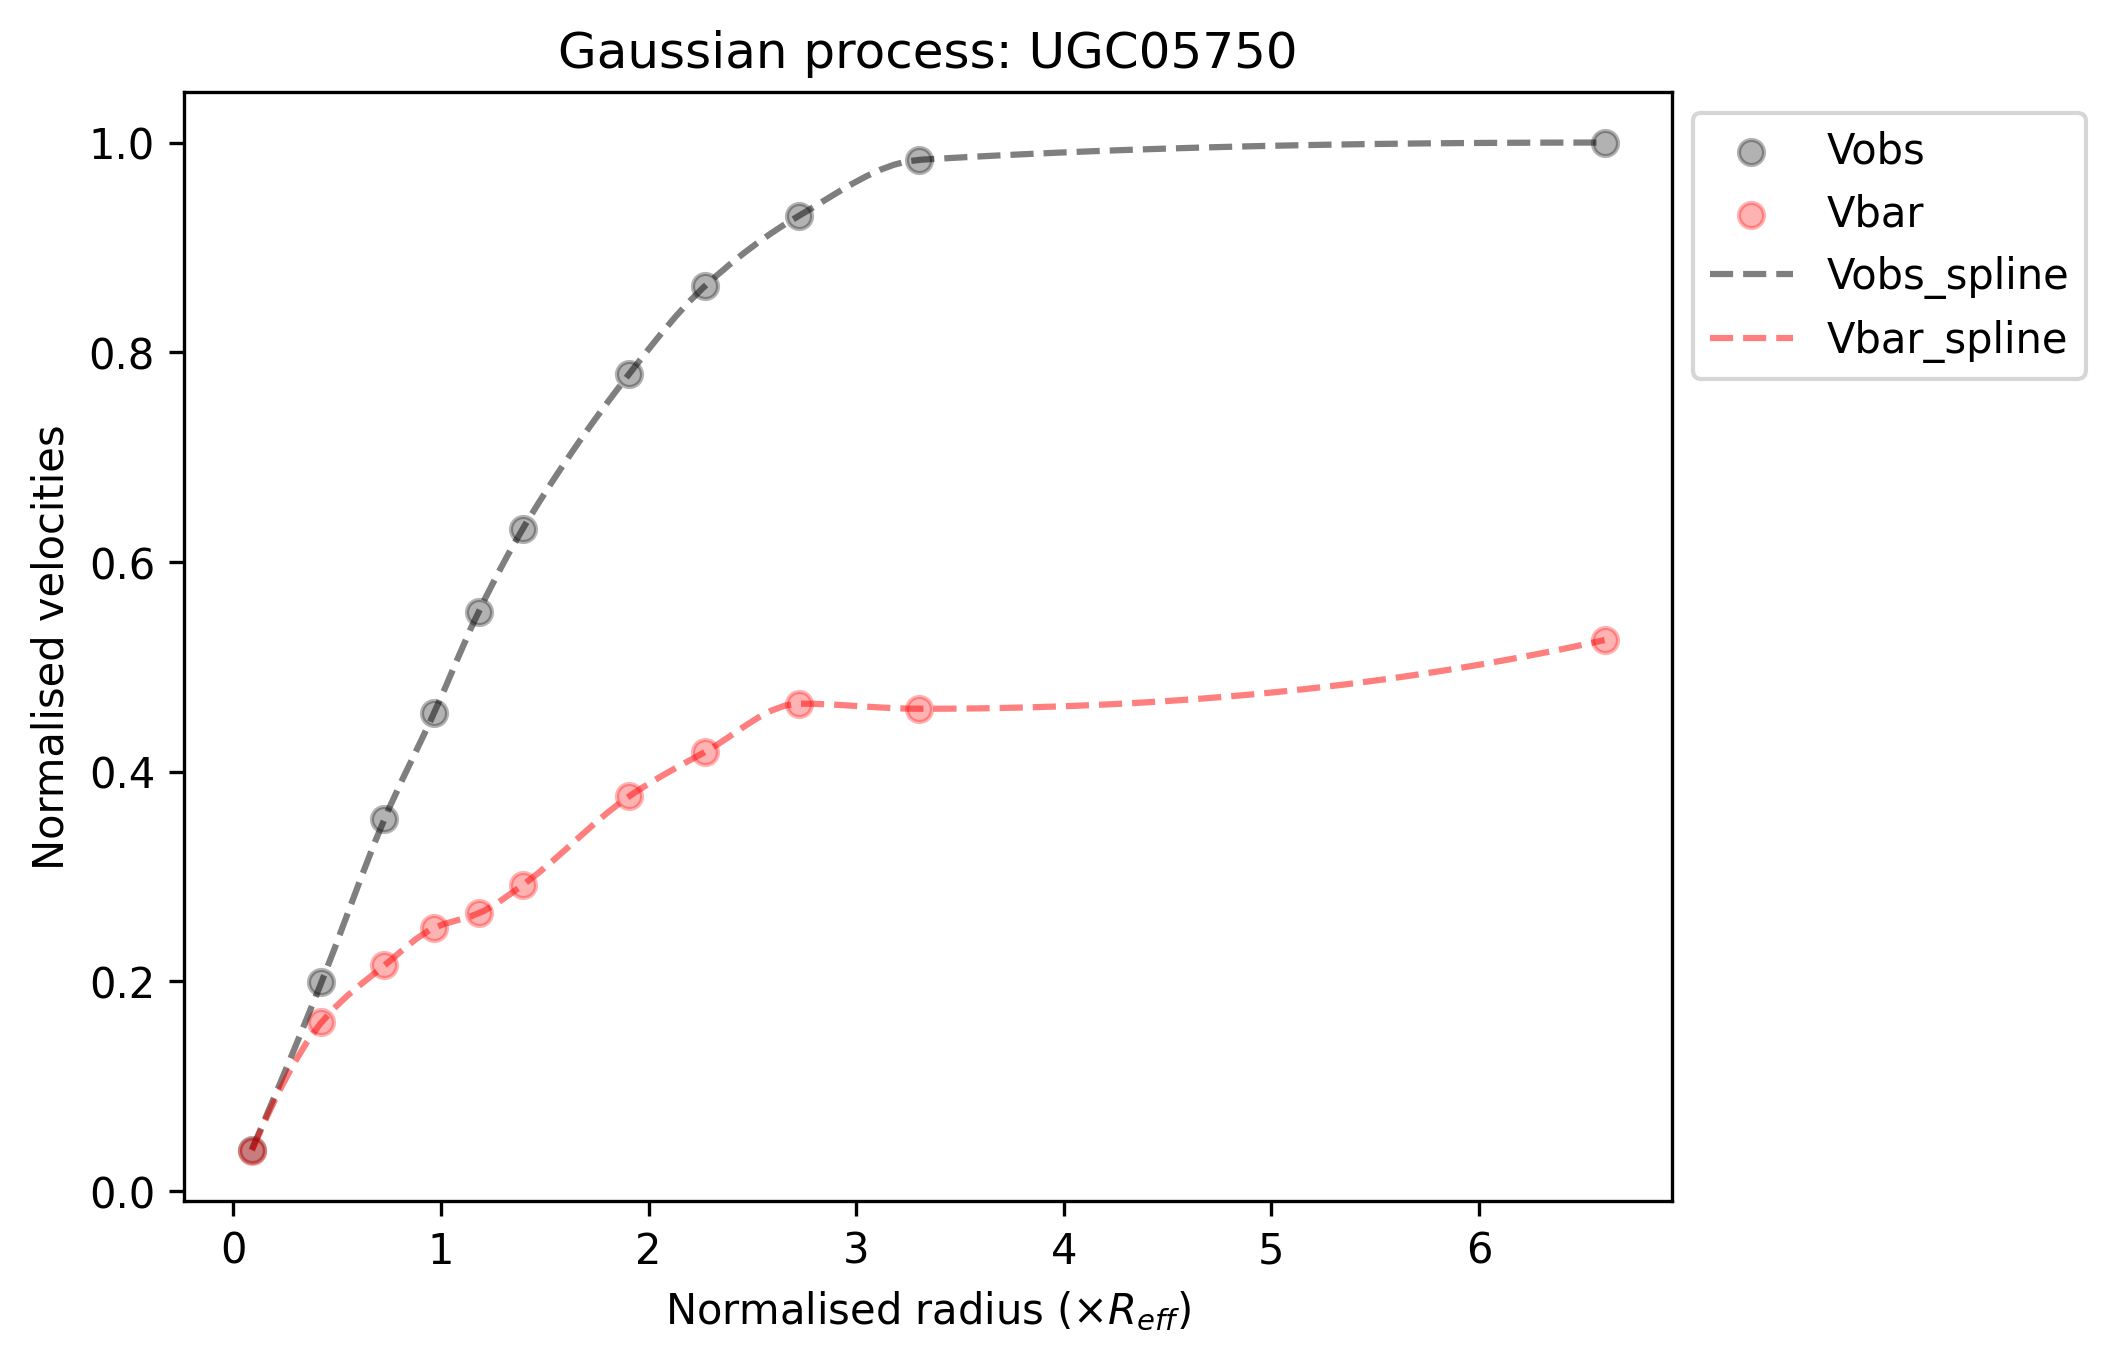 Gaussian process: UGC05750
Vobs
Vbar
Vobs_spline
Vbar_spline
Normalised velocities
1.0
0.8
0.6
0.4
0.2
0.0
0 1 2 3 4 5 6
Normalised radius (×R_eff)